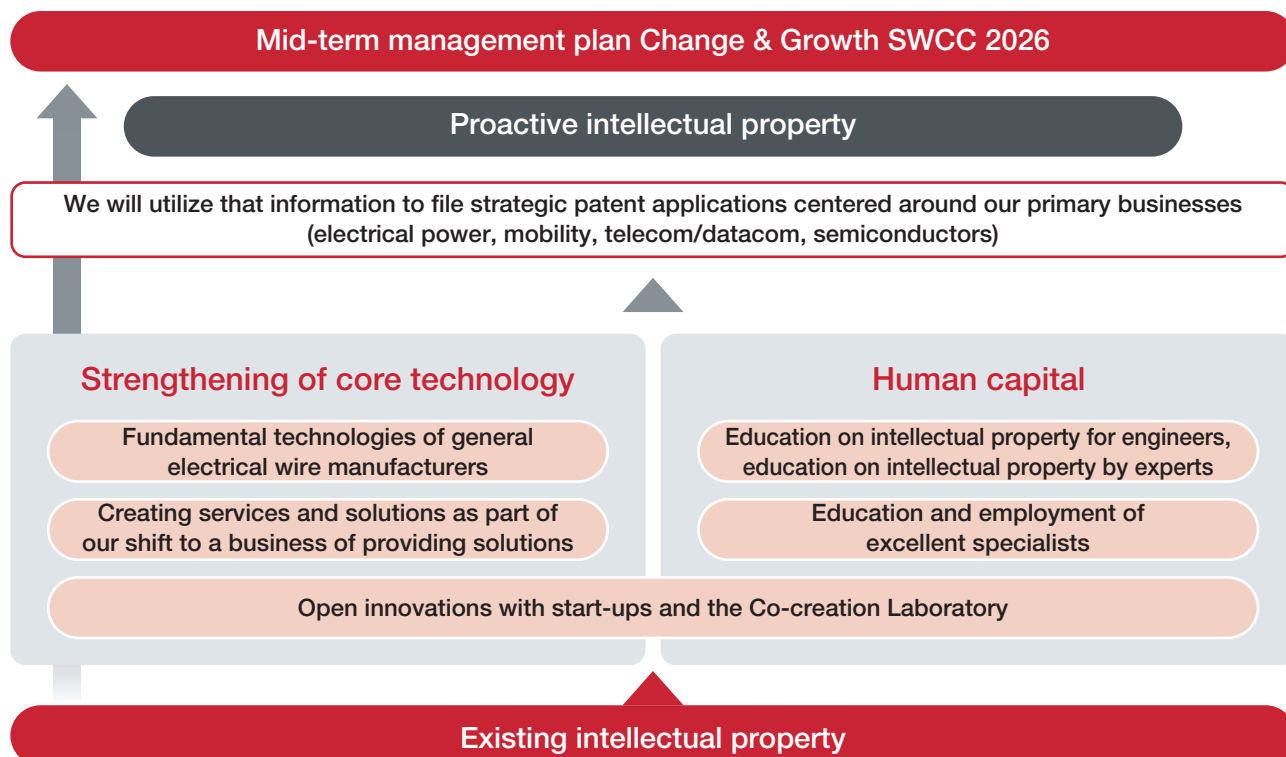 Mid-term management plan Change & Growth SWCC 2026
Proactive intellectual property
We will utilize that information to file strategic patent applications centered around our primary businesses
(electrical power, mobility, telecom/datacom, semiconductors)
Strengthening of core technology
Fundamental technologies of general
electrical wire manufacturers
Creating services and solutions as part of
our shift to a business of providing solutions
Human capital
Education on intellectual property for engineers,
education on intellectual property by experts
Education and employment of
excellent specialists
Open innovations with start-ups and the Co-creation Laboratory
Existing intellectual property